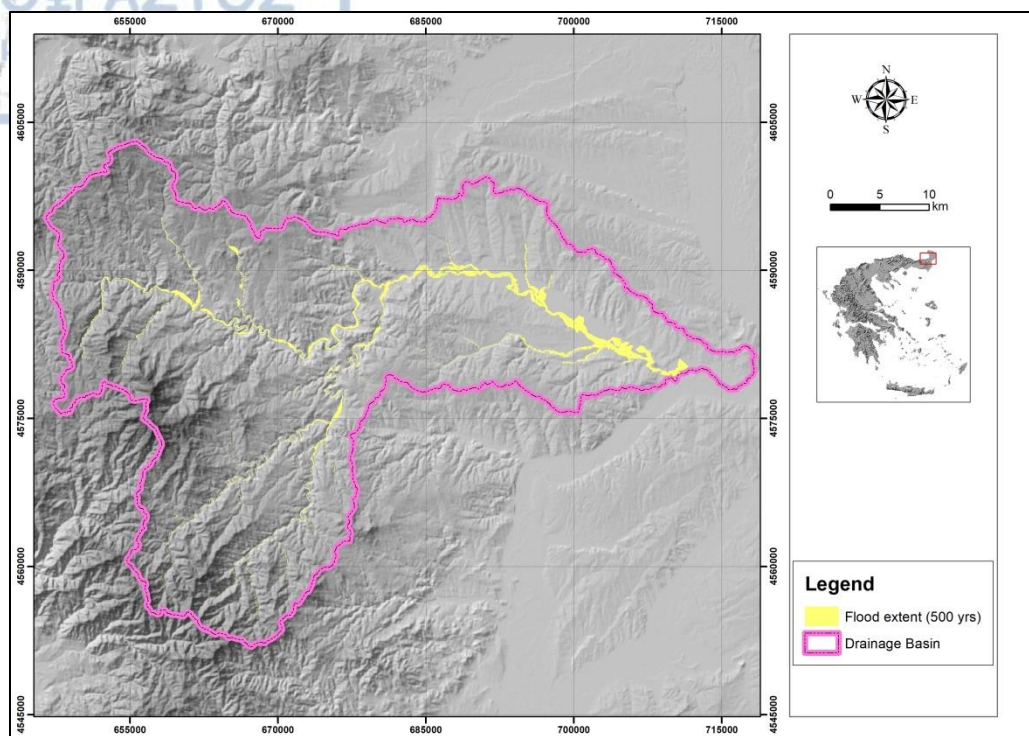 655000 670000 685000 700000 715000
4605000 4605000
4590000 4590000
4575000 4575000
4560000 4560000
4545000 4545000
655000 670000 685000 700000 715000
N
W E
S
0 5 10
km
Legend
Flood extent (500 yrs)
Drainage Basin